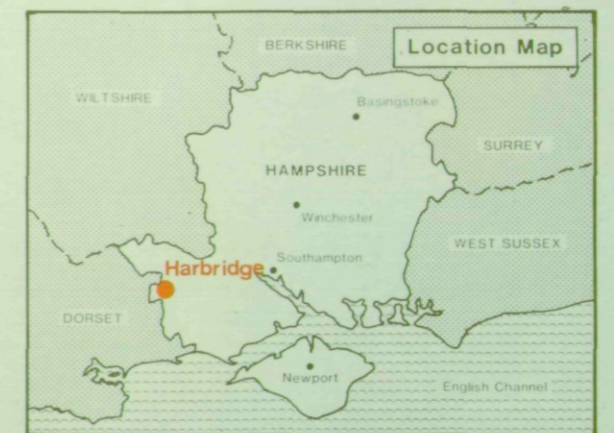 BERKSHIRE
Location Map
WILTSHIRE
Basingstoke
SURREY
HAMPSHIRE
Winchester
WEST SUSSEX
Southampton
Harbridge
DORSET
Newport
English Channel